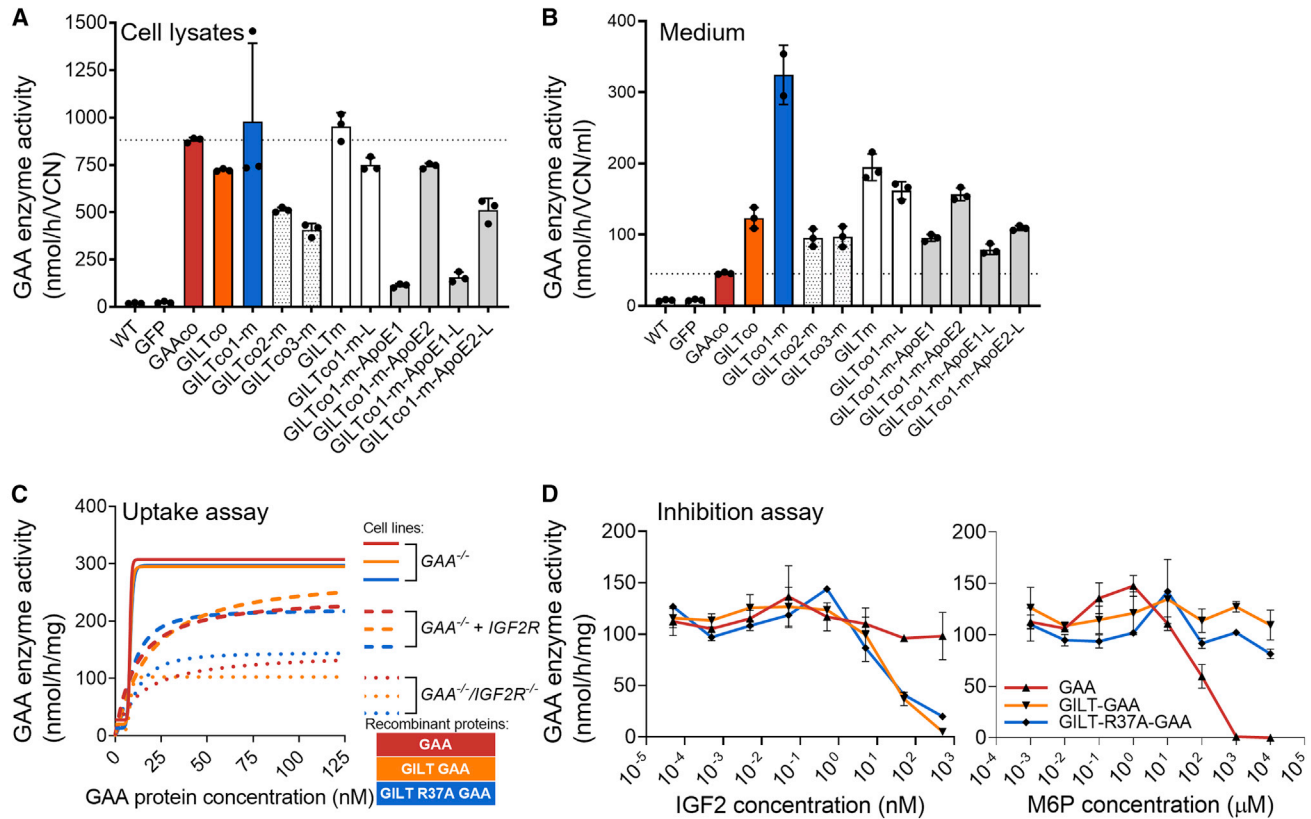 A
Cell lysates
GAA enzyme activity
(nmol/h/VCN)
1500
1250
1000
750
500
250
0
WT
GFP
GAAco
GILTco
GILTco1-m
GILTco2-m
GILTco3-m
GILTm
GILTco1-m-L
GILTco1-m-ApoE1
GILTco1-m-ApoE2
GILTco1-m-ApoE1-L
GILTco1-m-ApoE2-L
B
Medium
GAA enzyme activity
(nmol/h/VCN/ml)
400
300
200
100
0
WT
GFP
GAAco
GILTco
GILTco1-m
GILTco2-m
GILTco3-m
GILTm
GILTco1-m-L
GILTco1-m-ApoE1
GILTco1-m-ApoE2
GILTco1-m-ApoE1-L
GILTco1-m-ApoE2-L
C
Uptake assay
GAA enzyme activity
(nmol/h/mg)
400
300
200
100
0
0 25 50 75 100 125
GAA protein concentration (nM)
Cell lines:
GAA-/-
GAA-/- + IGF2R
GAA-/-/IGF2R-/-
Recombinant proteins:
GAA
GILT GAA
GILT R37A GAA
D
Inhibition assay
GAA enzyme activity
(nmol/h/mg)
200
150
100
50
0
10-5 10-4 10-3 10-2 10-1 100 101 102 103
IGF2 concentration (nM)
200
150
100
50
0
GAA
GILT-GAA
GILT-R37A-GAA
10-4 10-3 10-2 10-1 100 101 102 103 104 105
M6P concentration (μM)